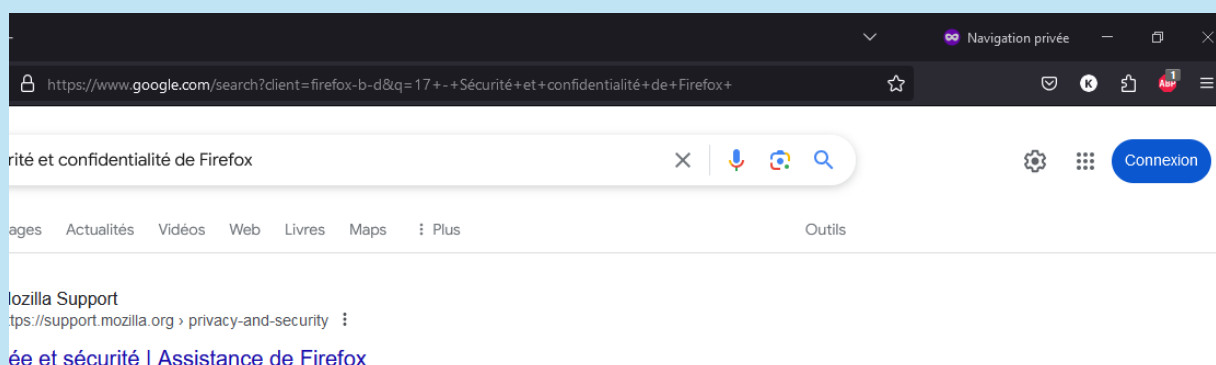 Navigation privée
https://www.google.com/search?client=firefox-b-d&q=17+-+Sécurité+et+confidentialité+de+Firefox+
K
1
ABP
rité et confidentialité de Firefox
Connexion
ages Actualités Vidéos Web Livres Maps Plus Outils
lozilla Support
tps://support.mozilla.org › privacy-and-security
ée et sécurité | Assistance de Firefox